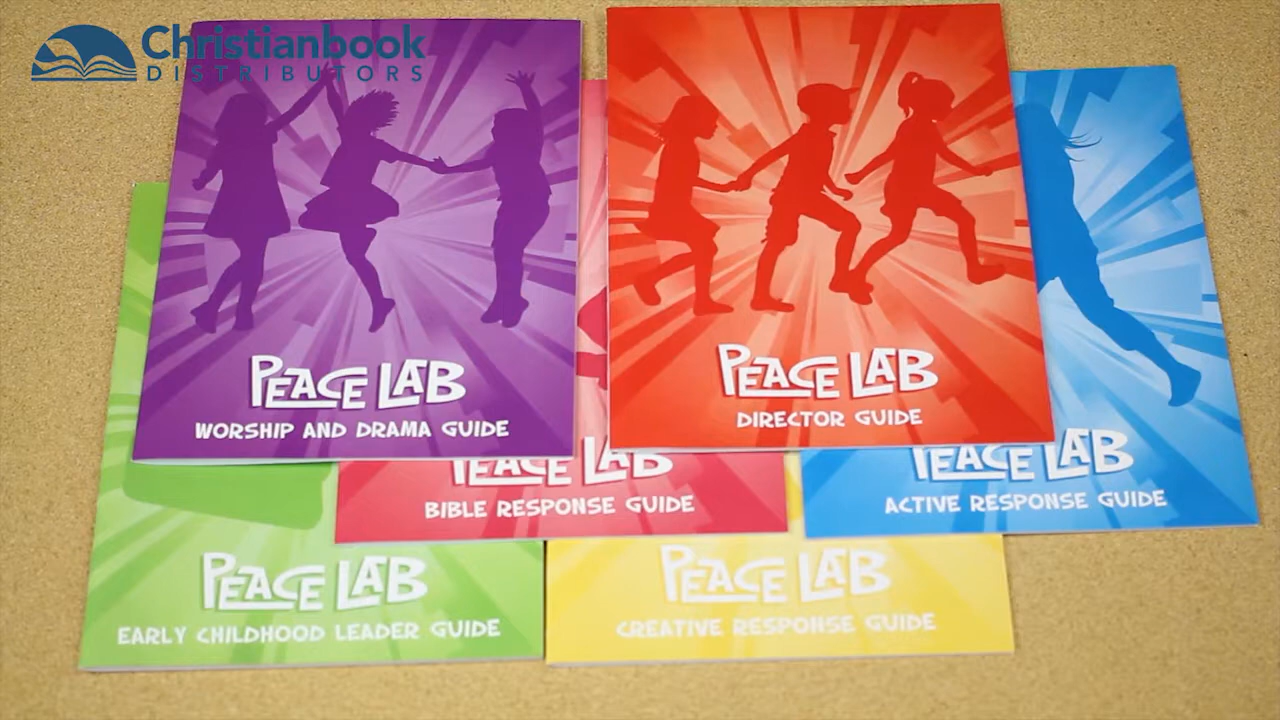 Christianbook
DISTRIBUTORS
PEACE LAB
WORSHIP AND DRAMA GUIDE
PEACE LAB
DIRECTOR GUIDE
PEACE LAB
BIBLE RESPONSE GUIDE
PEACE LAB
ACTIVE RESPONSE GUIDE
PEACE LAB
EARLY CHILDHOOD LEADER GUIDE
PEACE LAB
CREATIVE RESPONSE GUIDE